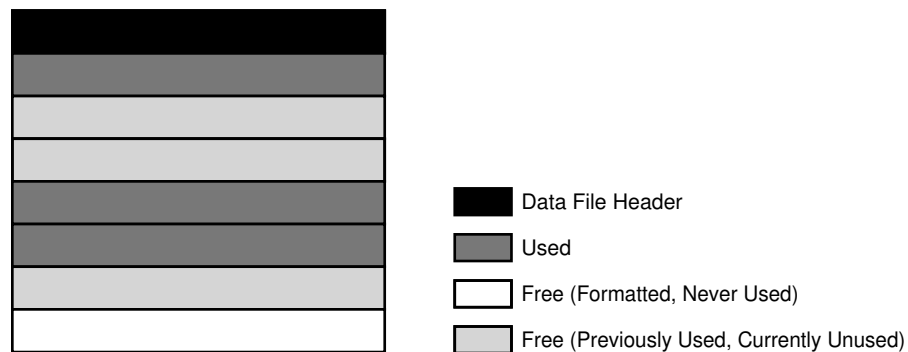 Data File Header
Used
Free (Formatted, Never Used)
Free (Previously Used, Currently Unused)